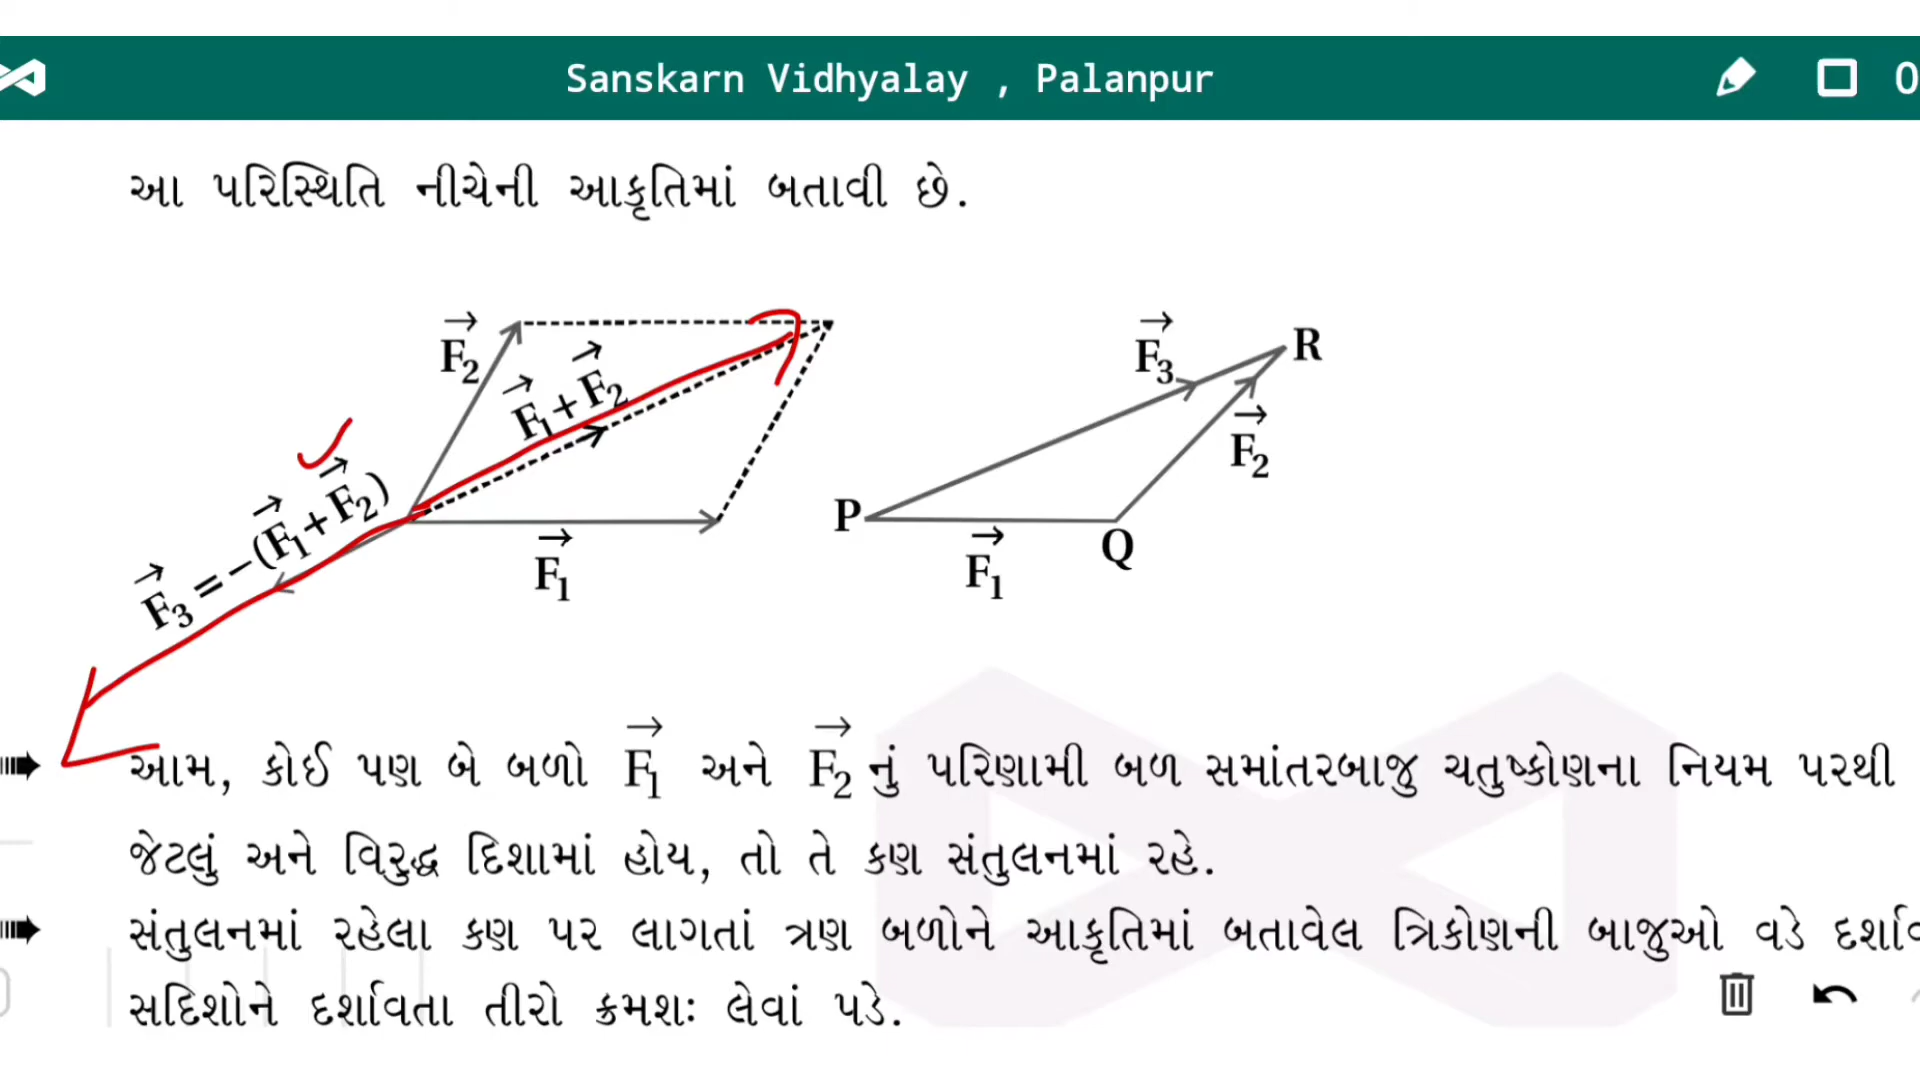 Sanskarn Vidhyalay , Palanpur
આ પરિસ્થિતિ નીચેની આકૃતિમાં બતાવી છે.
F₂
F₁ + F₂
F₃ = –(F₁ + F₂)
F₁
F₃
R
F₂
P
Q
F₁
આમ, કોઈ પણ બે બળો F₁ અને F₂ નું પરિણામી બળ સમાંતરબાજુ ચતુષ્કોણના નિયમ પરથી
જેટલું અને વિરુદ્ધ દિશામાં હોય, તો તે કણ સંતુલનમાં રહે.
સંતુલનમાં રહેલા કણ પર લાગતાં ત્રણ બળોને આકૃતિમાં બતાવેલ ત્રિકોણની બાજુઓ વડે
સદિશોને દર્શાવતા તીરો ક્રમશઃ લેવાં પડે.